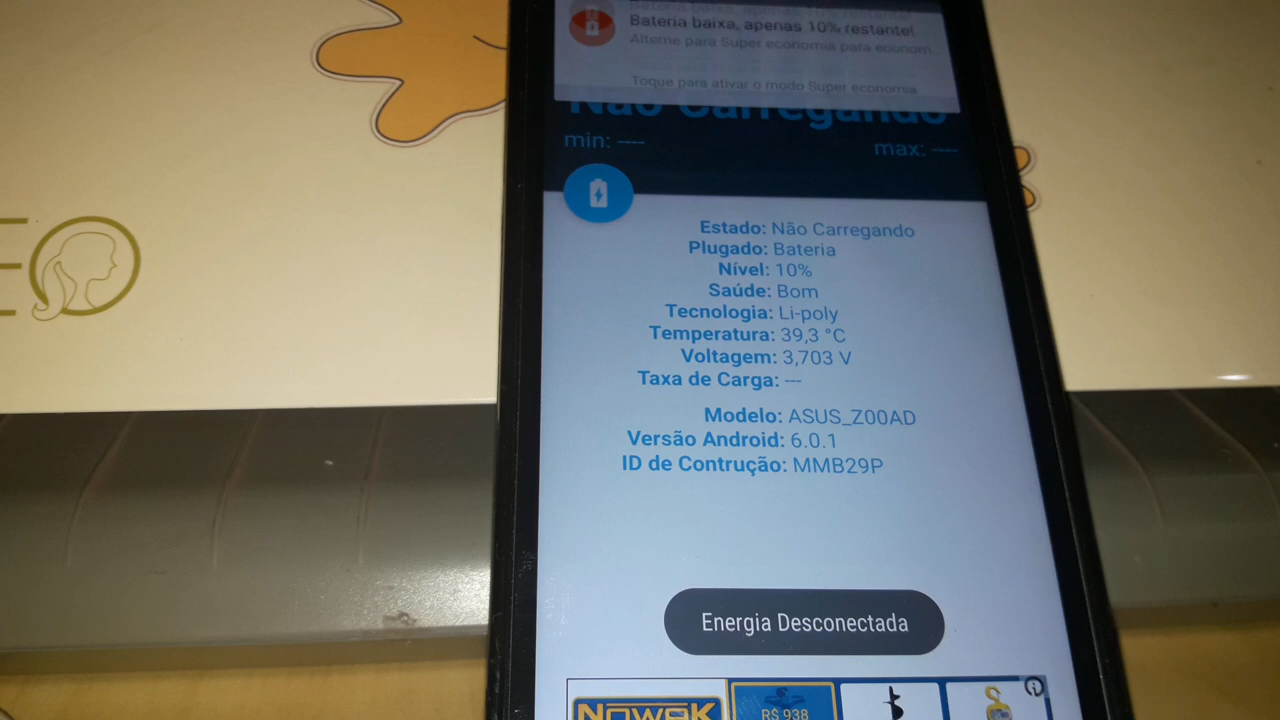 Bateria baixa, apenas 10% restante!
Alterne para Super economia para econom.
Toque para ativar o modo Super economia
Não Carregando
min: ----
max: ----
EO
Estado: Não Carregando
Plugado: Bateria
Nível: 10%
Saúde: Bom
Tecnologia: Li-poly
Temperatura: 39,3 °C
Voltagem: 3,703 V
Taxa de Carga: ---
Modelo: ASUS_Z00AD
Versão Android: 6.0.1
ID de Contrução: MMB29P
Energia Desconectada
NOWAK
R$ 938